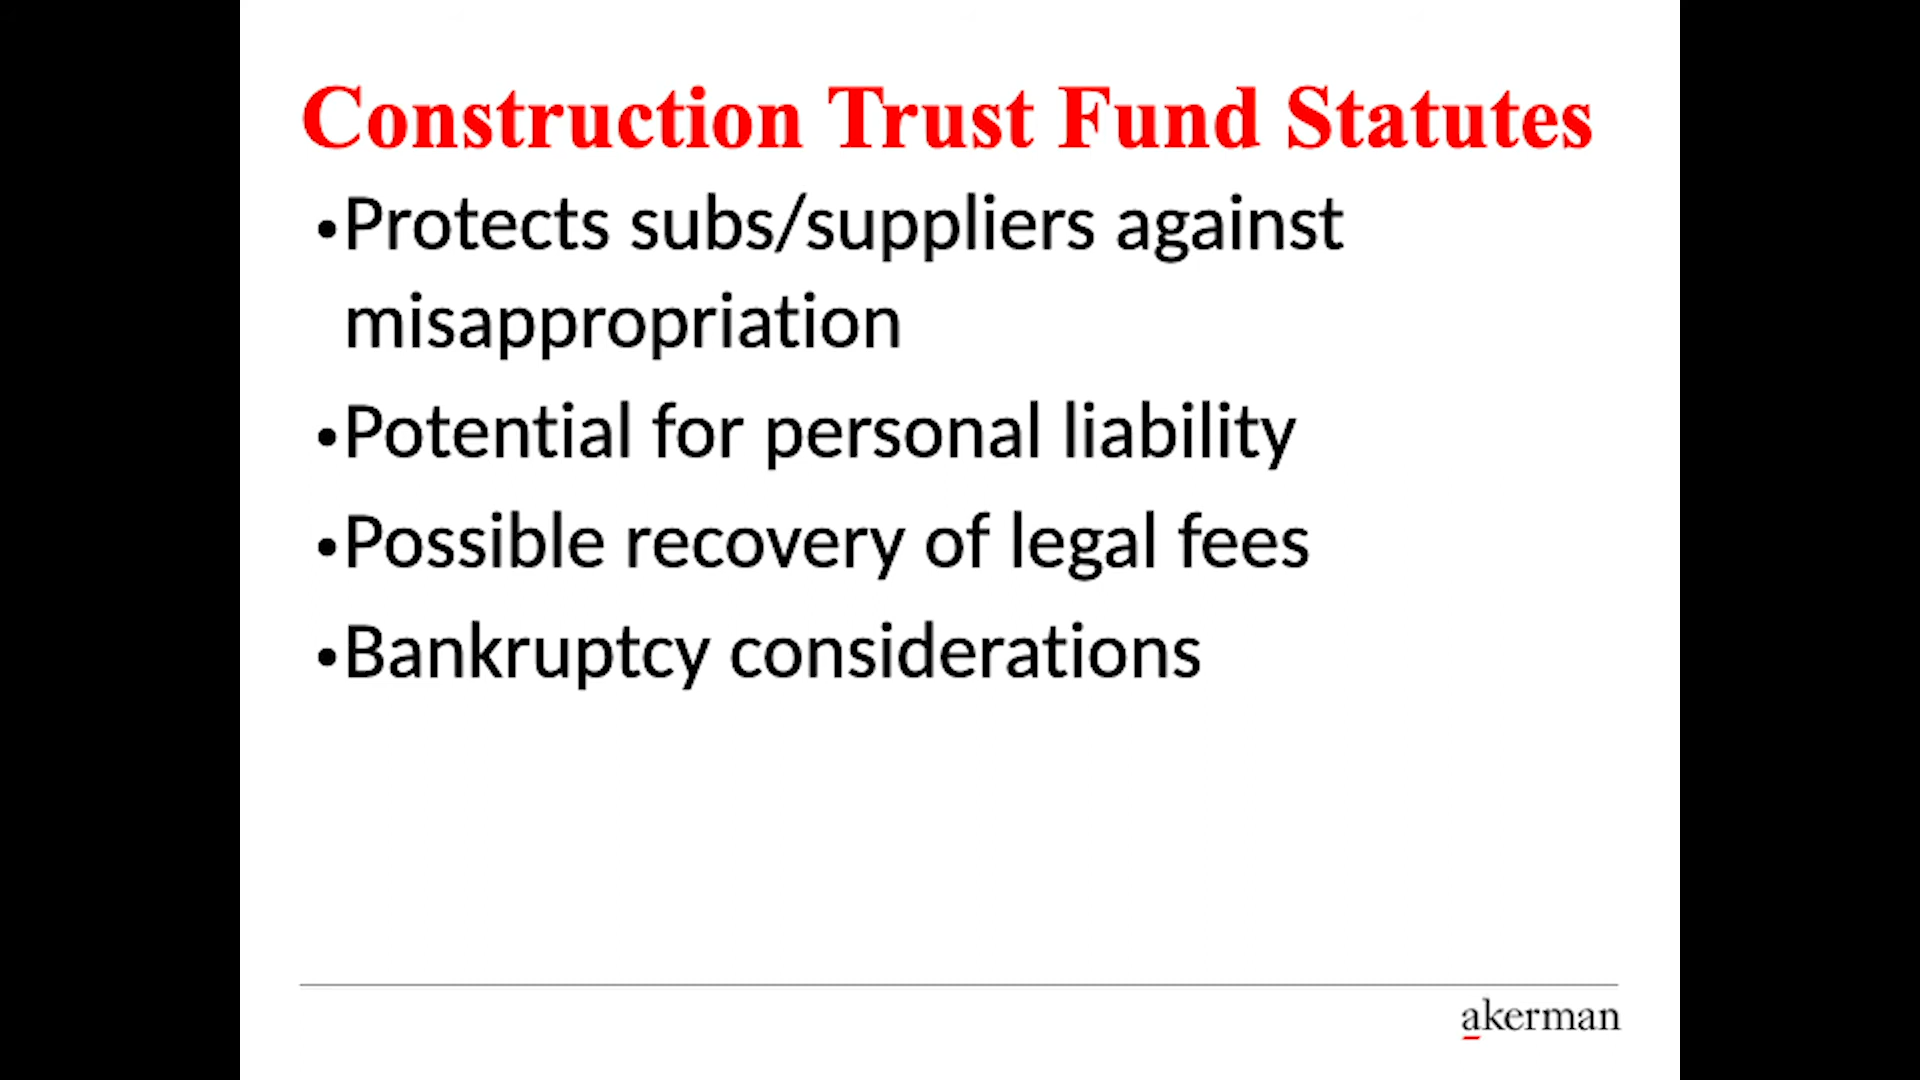 Construction Trust Fund Statutes
•Protects subs/suppliers against
misappropriation
•Potential for personal liability
•Possible recovery of legal fees
•Bankruptcy considerations
akerman